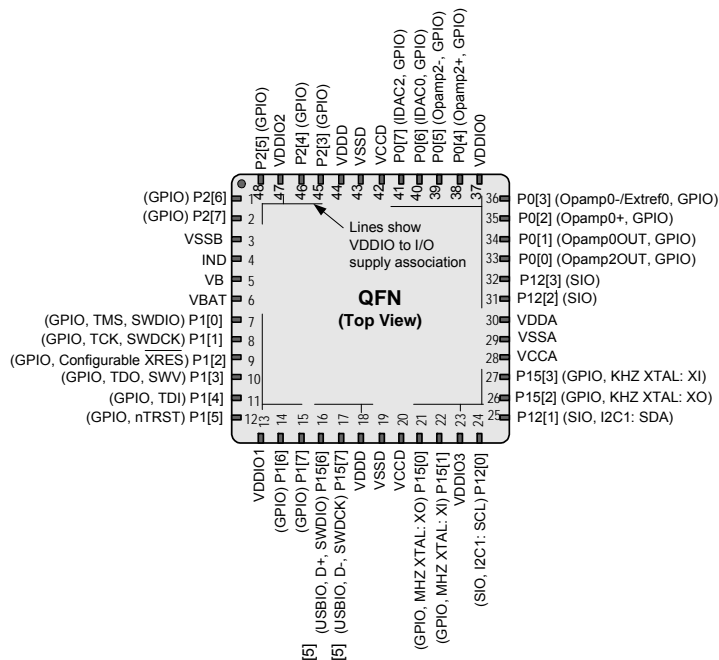 P2[5] (GPIO)
VDDIO2
P2[4] (GPIO)
P2[3] (GPIO)
VDDD
VSSD
VCCD
P0[7] (IDAC2, GPIO)
P0[6] (IDAC0, GPIO)
P0[5] (Opamp2-, GPIO)
P0[4] (Opamp2+, GPIO)
VDDIO0
48
47
46
45
44
43
42
41
40
39
38
37
(GPIO) P2[6] 1
(GPIO) P2[7] 2
VSSB 3
IND 4
VB 5
VBAT 6
(GPIO, TMS, SWDIO) P1[0] 7
(GPIO, TCK, SWDCK) P1[1] 8
(GPIO, Configurable XRES) P1[2] 9
(GPIO, TDO, SWV) P1[3] 10
(GPIO, TDI) P1[4] 11
(GPIO, nTRST) P1[5] 12
Lines show
VDDIO to I/O
supply association
QFN
(Top View)
36 P0[3] (Opamp0-/Extref0, GPIO)
35 P0[2] (Opamp0+, GPIO)
34 P0[1] (Opamp0OUT, GPIO)
33 P0[0] (Opamp2OUT, GPIO)
32 P12[3] (SIO)
31 P12[2] (SIO)
30 VDDA
29 VSSA
28 VCCA
27 P15[3] (GPIO, KHZ XTAL: XI)
26 P15[2] (GPIO, KHZ XTAL: XO)
25 P12[1] (SIO, I2C1: SDA)
13
14
15
16
17
18
19
20
21
22
23
24
VDDIO1
(GPIO) P1[6]
(GPIO) P1[7]
[5] (USBIO, D+, SWDIO) P15[6]
[5] (USBIO, D-, SWDCK) P15[7]
VDDD
VSSD
VCCD
(GPIO, MHZ XTAL: XO) P15[0]
(GPIO, MHZ XTAL: XI) P15[1]
VDDIO3
(SIO, I2C1: SCL) P12[0]